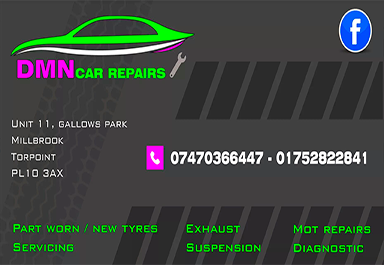 DMN CAR REPAIRS
Unit 11, gallows park
Millbrook
Torpoint
PL10 3AX
07470366447 - 01752822841
Part worn / new tyres
Exhaust
Mot repairs
Servicing
Suspension
Diagnostic